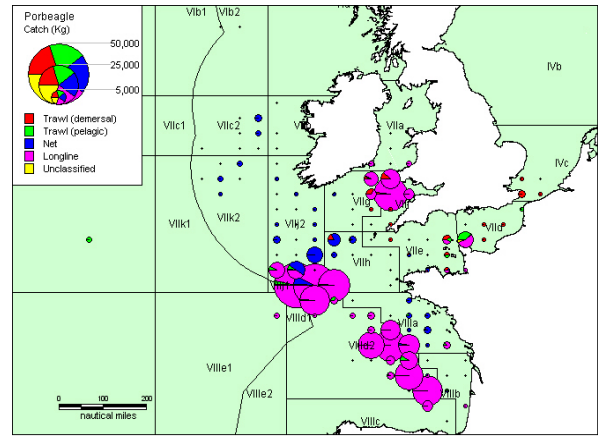 Porbeagle
Catch (Kg)
50,000
25,000
5,000
Trawl (demersal)
Trawl (pelagic)
Net
Longline
Unclassified
VIb1 VIb2
IVb
VIIc1 VIIc2
VIIa
IVc
VIIk1 VIIk2
VIIg
VIIj2
VIId
VIIe
VIIh
VIIId1
VIIIa
VIIId2
VIIIe1
VIIIe2
VIIIb
VIIIc
0 100 200
nautical miles